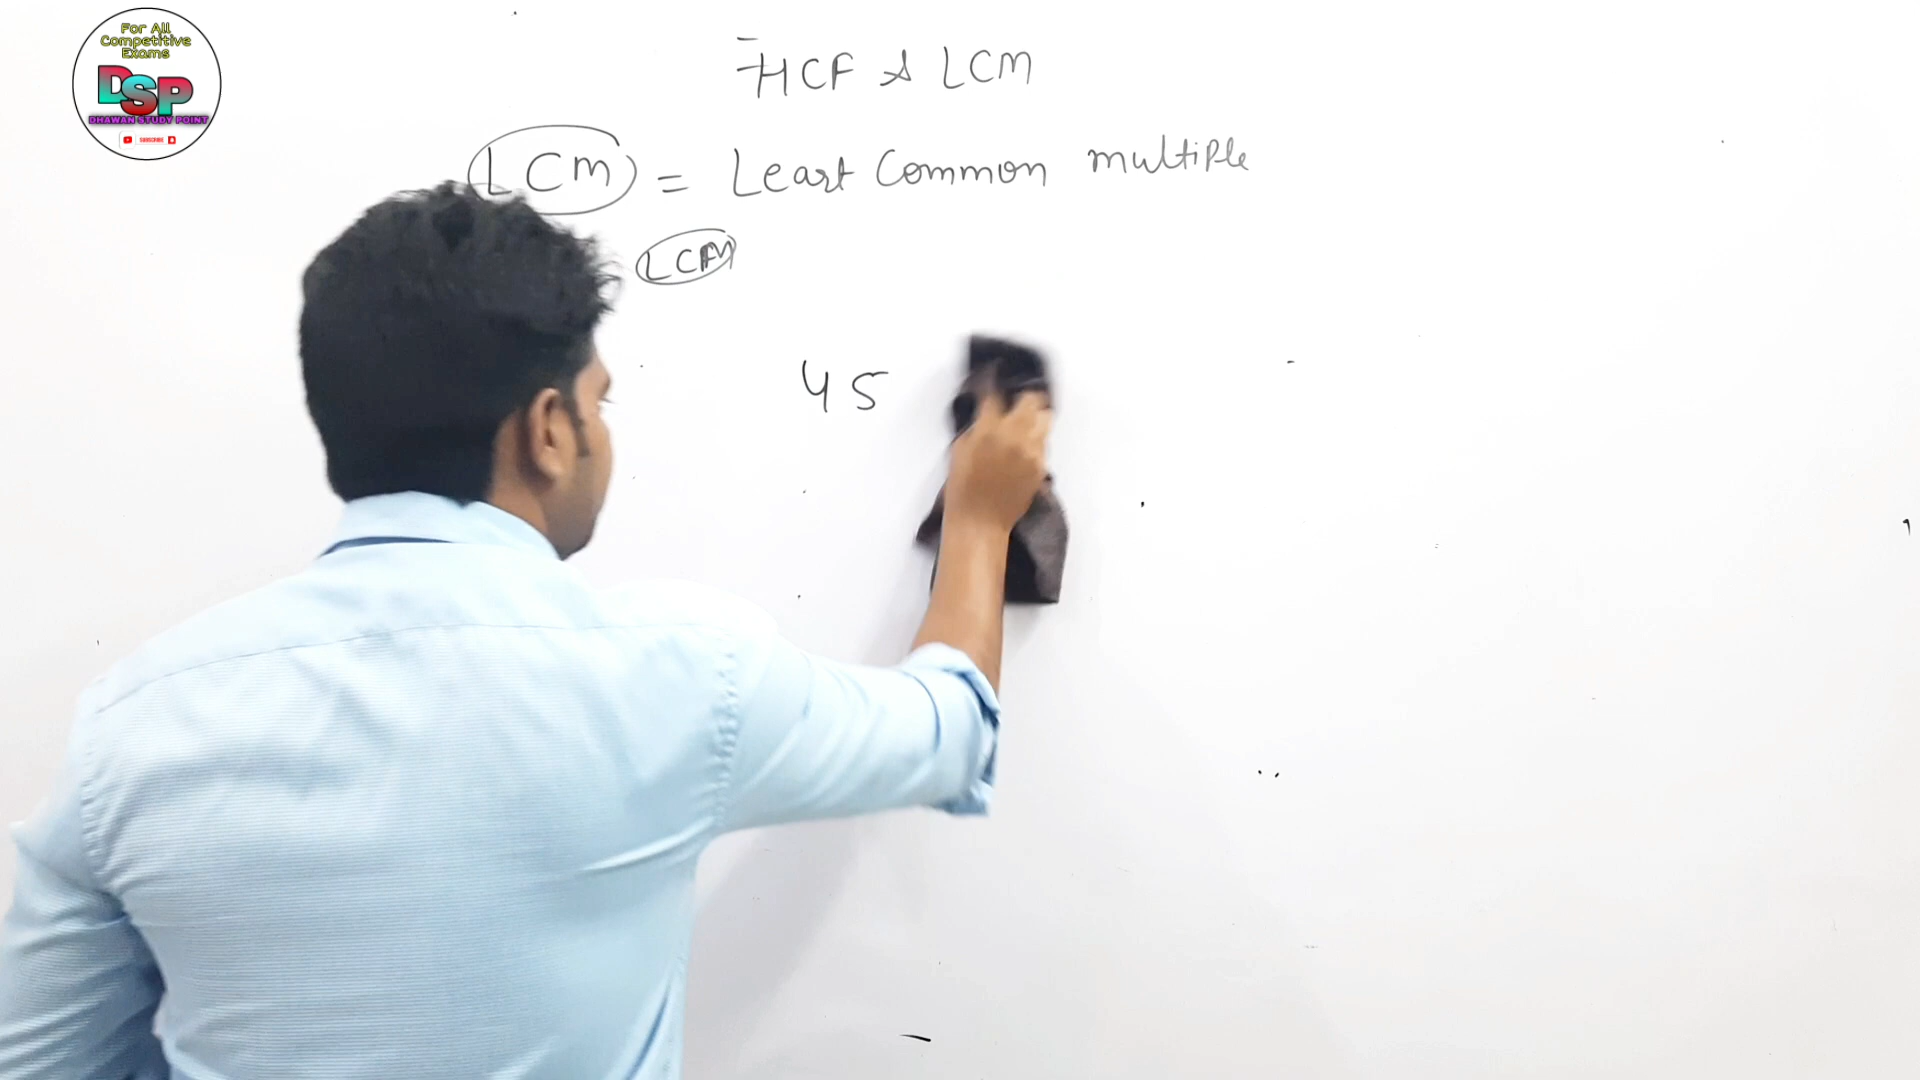 For All
Competitive
Exams
DSP
DHAWAN STUDY POINT
SUBSCRIBE
HCF & LCM
LCM = Least Common multiple
LCM
45